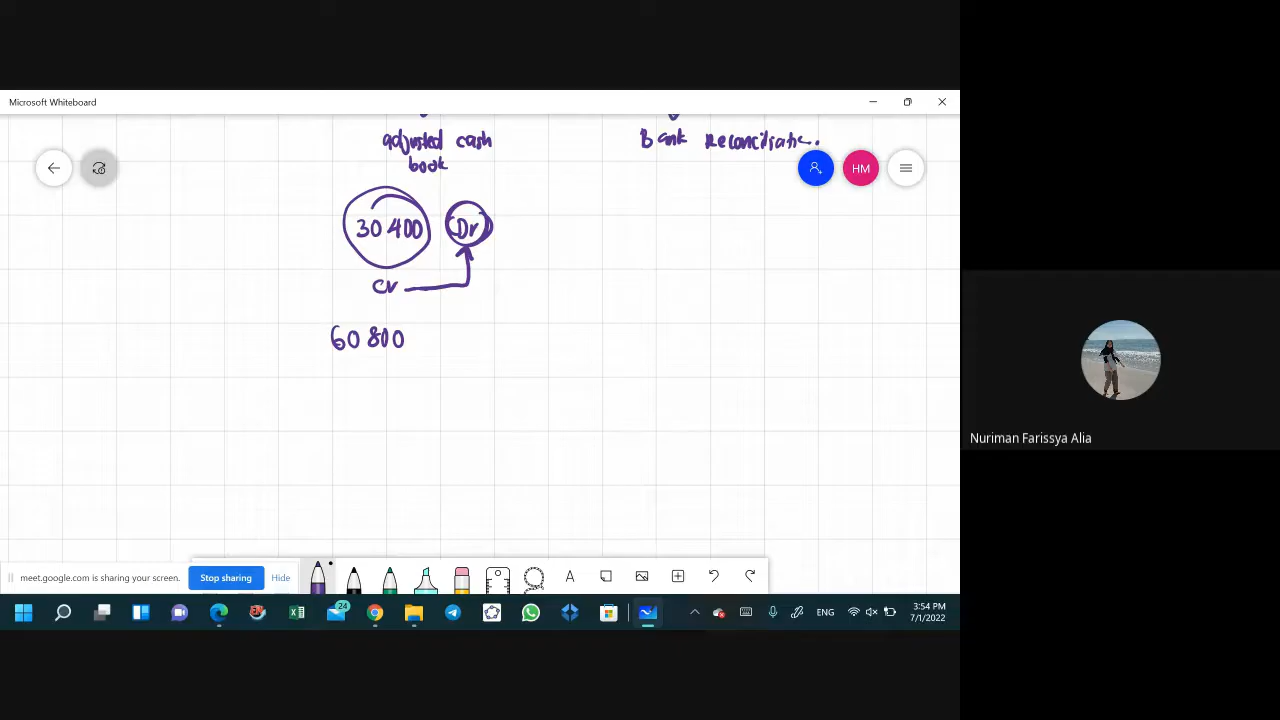 Microsoft Whiteboard
adjusted cash
book
Bank Reconciliation.
HM
30 400 Dr
Cr
60 800
Nuriman Farissya Alia
meet.google.com is sharing your screen.
Stop sharing
Hide
A
24
ENG
3:54 PM
7/1/2022